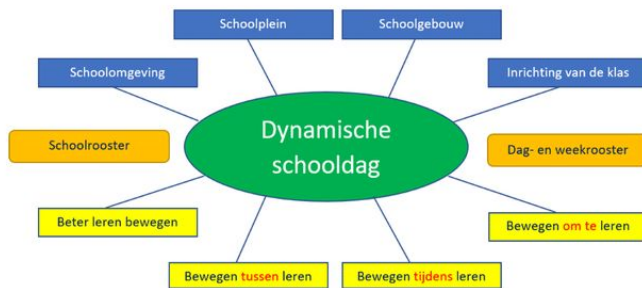 Schoolplein
Schoolgebouw
Schoolomgeving
Inrichting van de klas
Dynamische
schooldag
Schoolrooster
Dag- en weekrooster
Beter leren bewegen
Bewegen om te leren
Bewegen tussen leren
Bewegen tijdens leren